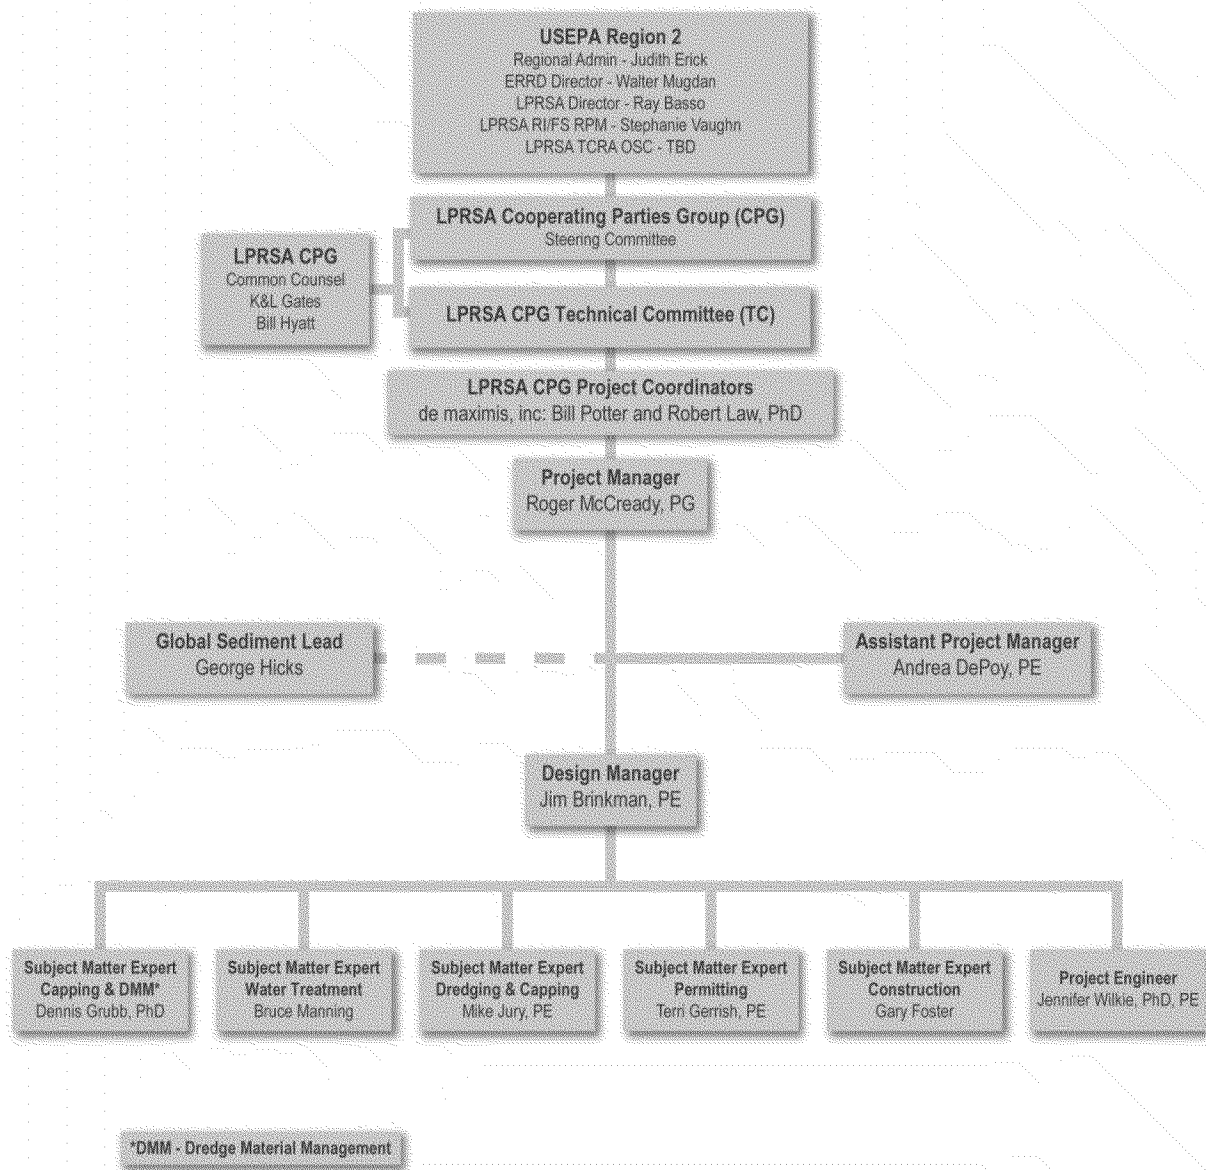 USEPA Region 2
Regional Admin - Judith Erick
ERRD Director - Walter Mugdan
LPRSA Director - Ray Basso
LPRSA RI/FS RPM - Stephanie Vaughn
LPRSA TCRA OSC - TBD
LPRSA Cooperating Parties Group (CPG)
Steering Committee
LPRSA CPG
Common Counsel
K&L Gates
Bill Hyatt
LPRSA CPG Technical Committee (TC)
LPRSA CPG Project Coordinators
de maximis, inc: Bill Potter and Robert Law, PhD
Project Manager
Roger McCready, PG
Global Sediment Lead
George Hicks
Assistant Project Manager
Andrea DePoy, PE
Design Manager
Jim Brinkman, PE
Subject Matter Expert
Capping & DMM*
Dennis Grubb, PhD
Subject Matter Expert
Water Treatment
Bruce Manning
Subject Matter Expert
Dredging & Capping
Mike Jury, PE
Subject Matter Expert
Permitting
Terri Gerrish, PE
Subject Matter Expert
Construction
Gary Foster
Project Engineer
Jennifer Wilkie, PhD, PE
*DMM - Dredge Material Management